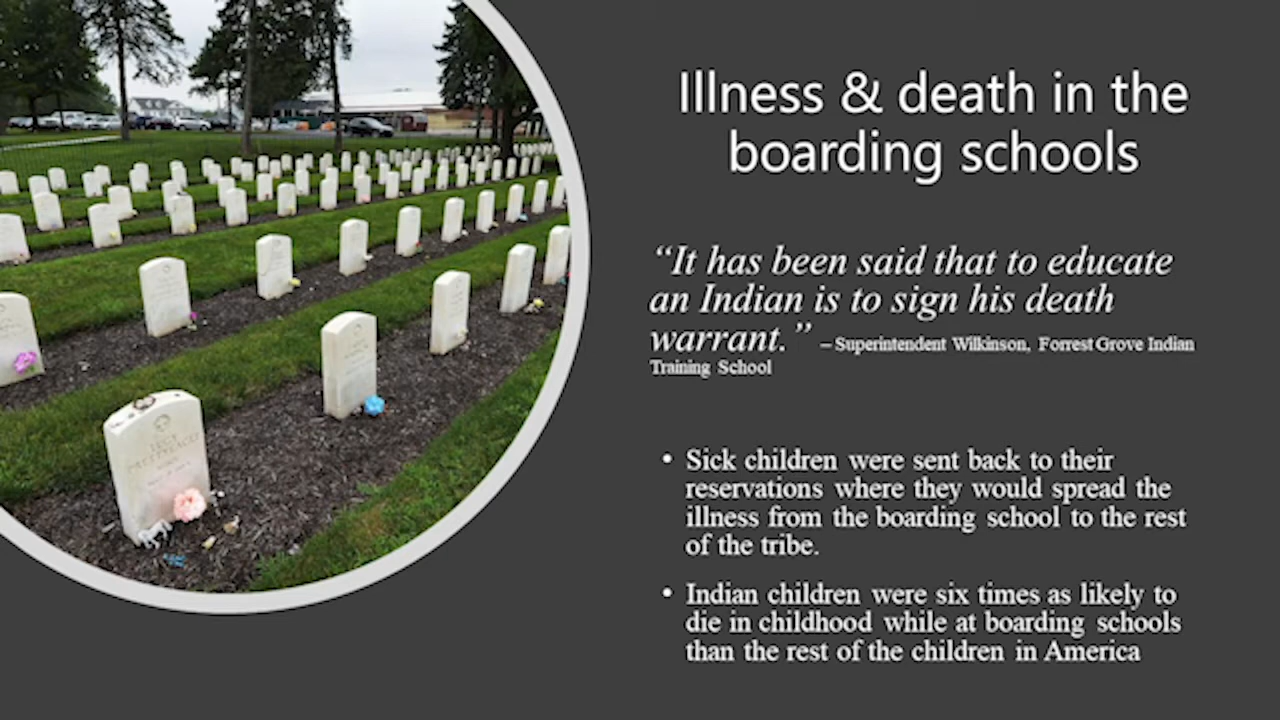 Illness & death in the
boarding schools
“It has been said that to educate
an Indian is to sign his death
warrant.” – Superintendent Wilkinson, Forrest Grove Indian
Training School
• Sick children were sent back to their
reservations where they would spread the
illness from the boarding school to the rest
of the tribe.
• Indian children were six times as likely to
die in childhood while at boarding schools
than the rest of the children in America